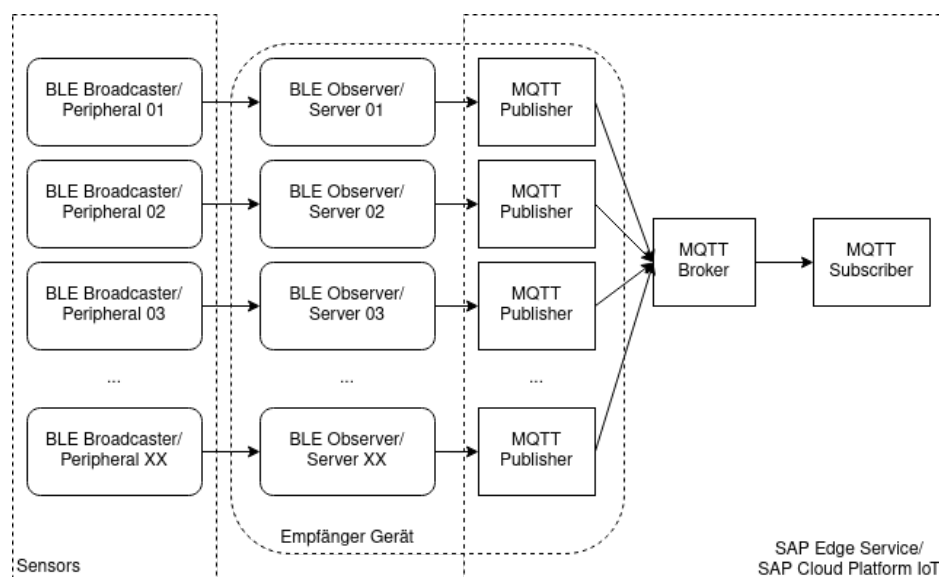 BLE Broadcaster/
Peripheral 01
BLE Observer/
Server 01
MQTT
Publisher
BLE Broadcaster/
Peripheral 02
BLE Observer/
Server 02
MQTT
Publisher
MQTT
Broker
MQTT
Subscriber
BLE Broadcaster/
Peripheral 03
BLE Observer/
Server 03
MQTT
Publisher
...
...
...
BLE Broadcaster/
Peripheral XX
BLE Observer/
Server XX
MQTT
Publisher
Empfänger Gerät
Sensors
SAP Edge Service/
SAP Cloud Platform IoT